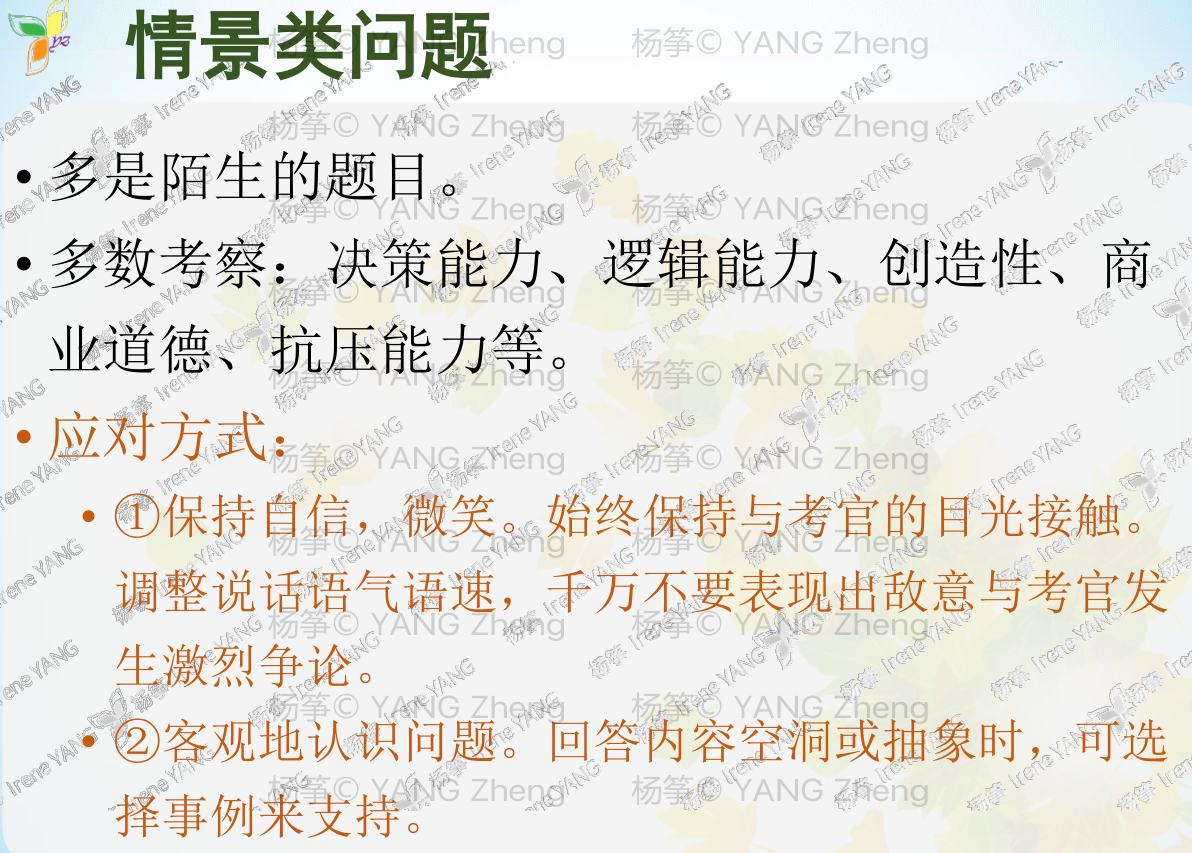 情景类问题
• 多是陌生的题目。
• 多数考察：决策能力、逻辑能力、创造性、商
业道德、抗压能力等。
• 应对方式：
• ①保持自信，微笑。始终保持与考官的目光接触。
调整说话语气语速，千万不要表现出敌意与考官发
生激烈争论。
• ②客观地认识问题。回答内容空洞或抽象时，可选
择事例来支持。
杨筝© YANG Zheng
杨筝 Irene YANG